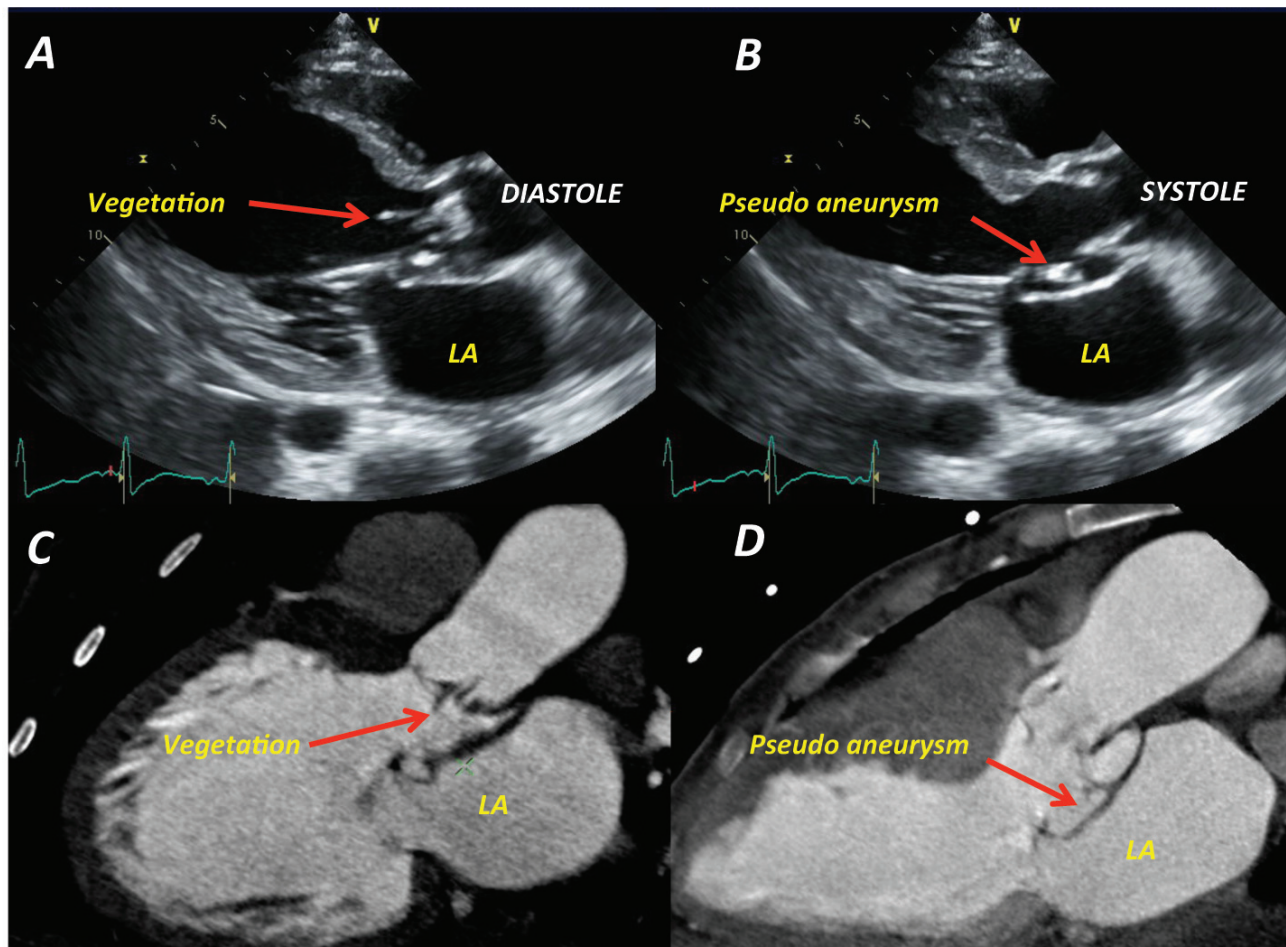 A
V
5
Vegetation
DIASTOLE
10
LA
B
V
5
Pseudo aneurysm
SYSTOLE
10
LA
C
Vegetation
LA
D
Pseudo aneurysm
LA